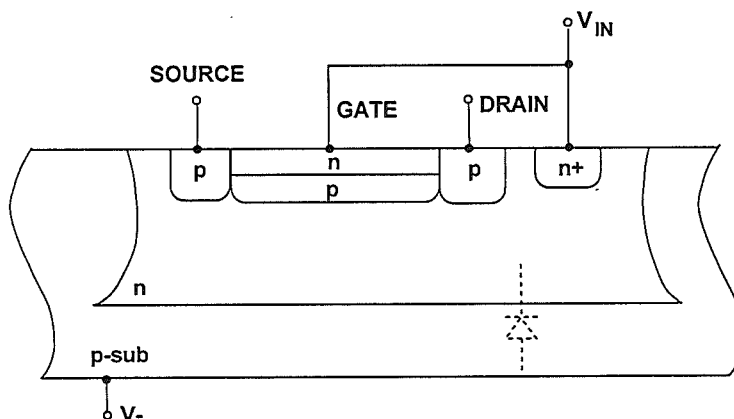 V_IN
SOURCE
GATE
DRAIN
p
n
p
p
n+
n
p-sub
V-